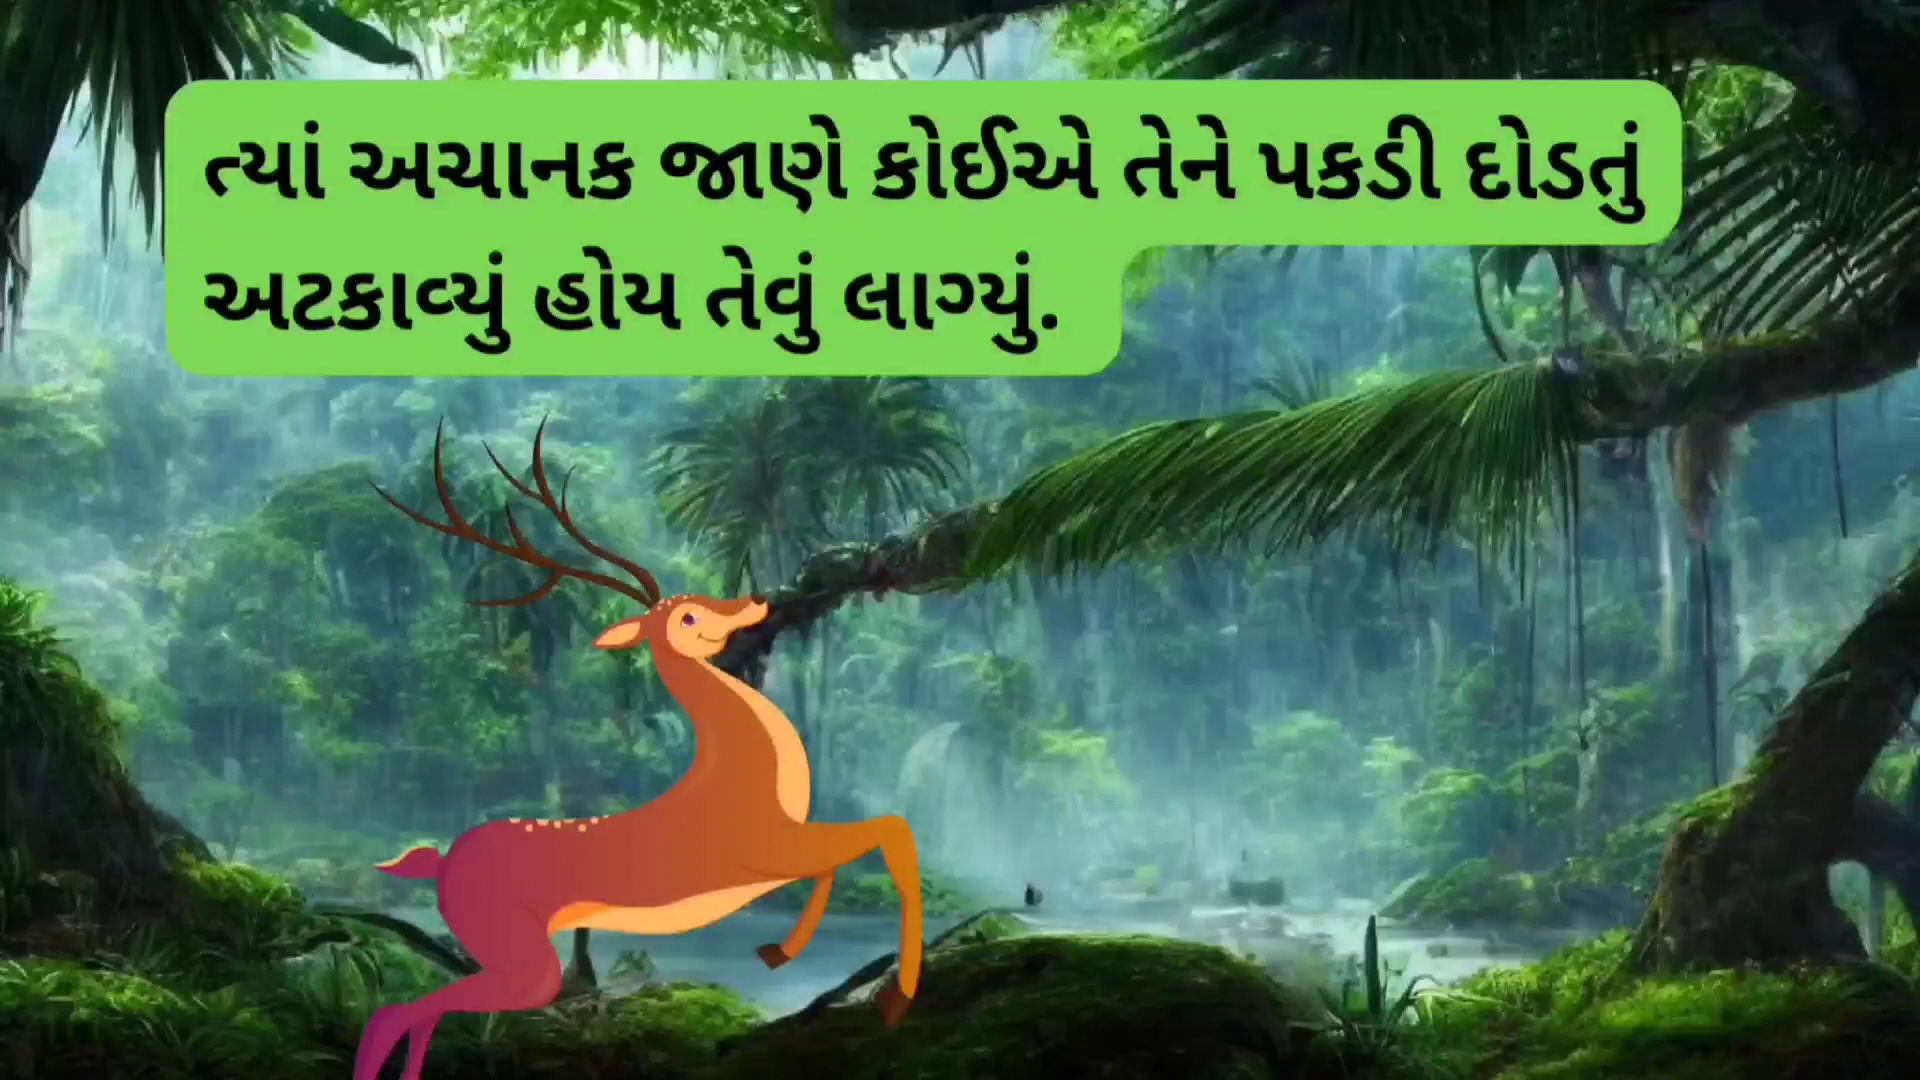 ત્યાં અચાનક જાણે કોઈએ તેને પકડી દોડતું
અટકાવ્યું હોય તેવું લાગ્યું.